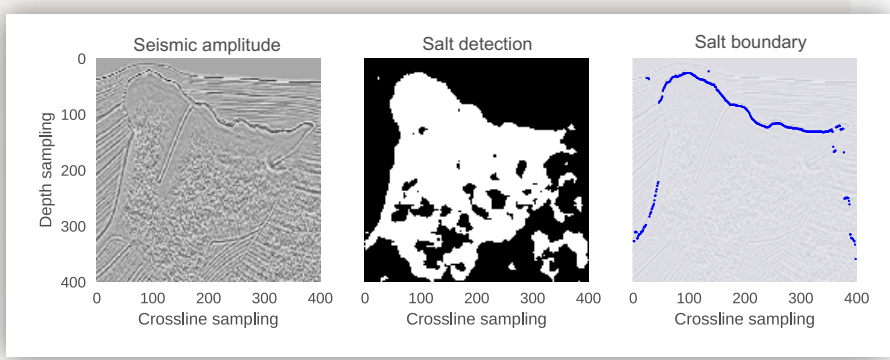 Seismic amplitude
Salt detection
Salt boundary
0
100
200
300
400
Depth sampling
0 100 200 300 400
0 100 200 300 400
0 100 200 300 400
Crossline sampling
Crossline sampling
Crossline sampling